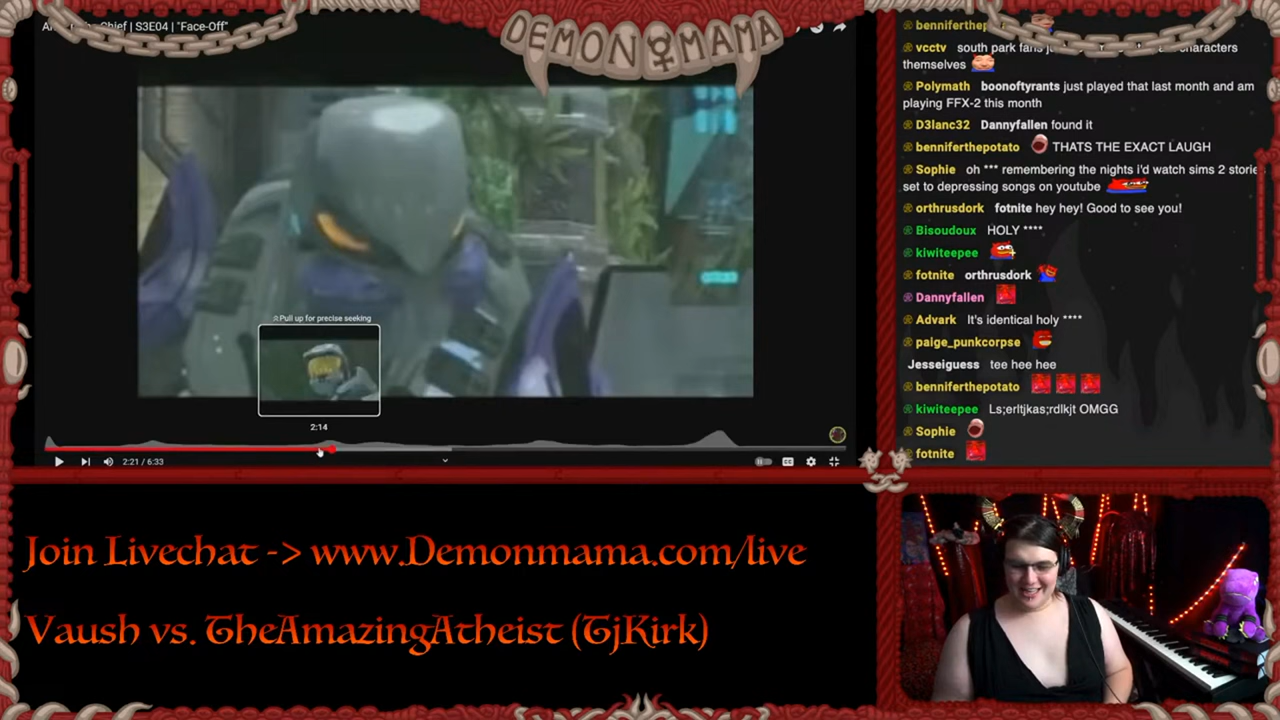 Chief | S3E04 | "Face-Off"
DEMON MAMA
Pull up for precise seeking
2:14
2:21 / 6:33
CC
benniferthep
vcctv south park fans characters
themselves
Polymath boonoftyrants just played that last month and am
playing FFX-2 this month
D3lanc32 Dannyfallen found it
benniferthepotato THATS THE EXACT LAUGH
Sophie oh *** remembering the nights i'd watch sims 2 storie
set to depressing songs on youtube
orthrusdork fotnite hey hey! Good to see you!
Bisoudoux HOLY ****
kiwiteepee
fotnite orthrusdork
Dannyfallen
Advark It's identical holy ****
paige_punkcorpse
Jesseiguess tee hee hee
benniferthepotato
kiwiteepee Ls;erltjkas;rdlkjt OMGG
Sophie
fotnite
Join Livechat -> www.Demonmama.com/live
Vaush vs. TheAmazingAtheist (TjKirk)